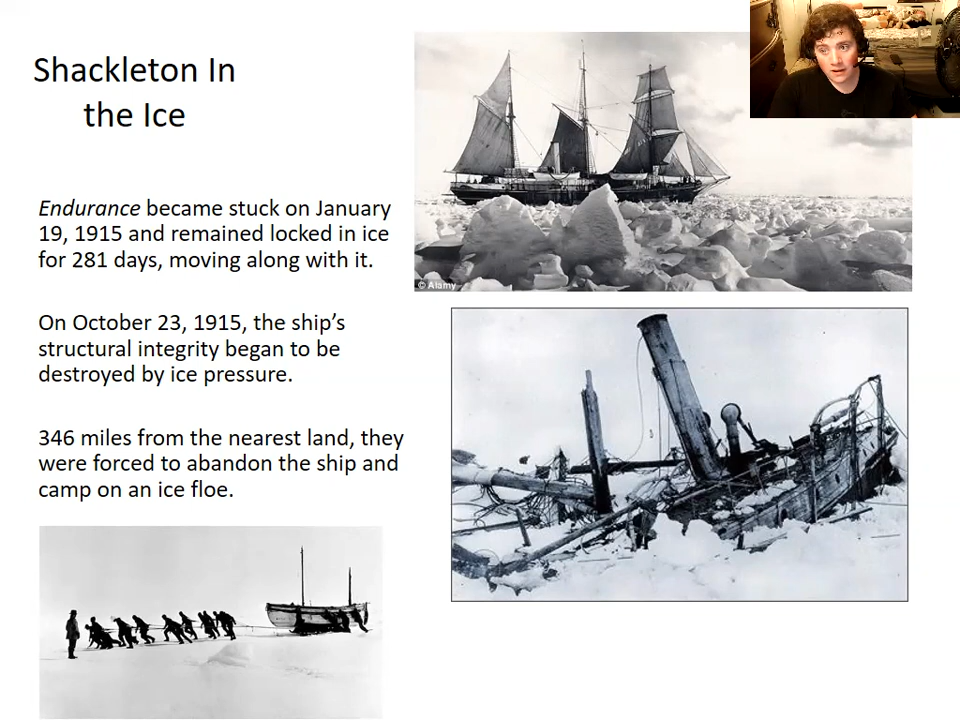 Shackleton In
the Ice
Endurance became stuck on January
19, 1915 and remained locked in ice
for 281 days, moving along with it.
On October 23, 1915, the ship’s
structural integrity began to be
destroyed by ice pressure.
346 miles from the nearest land, they
were forced to abandon the ship and
camp on an ice floe.
© Alamy